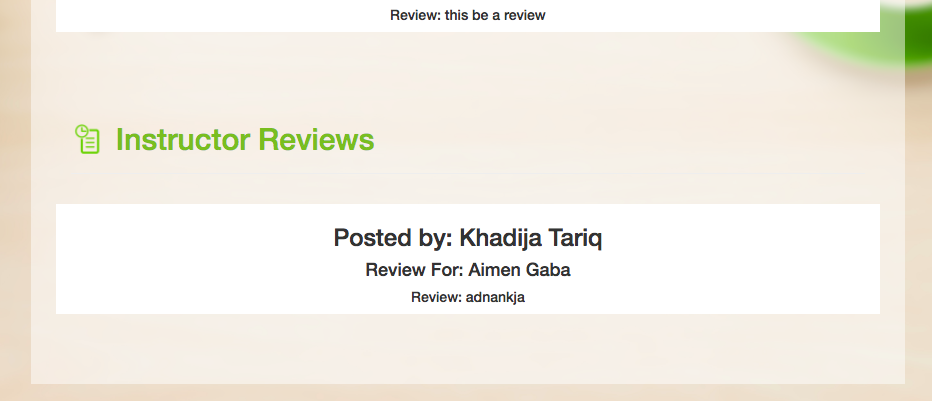 Review: this be a review
Instructor Reviews
Posted by: Khadija Tariq
Review For: Aimen Gaba
Review: adnankja